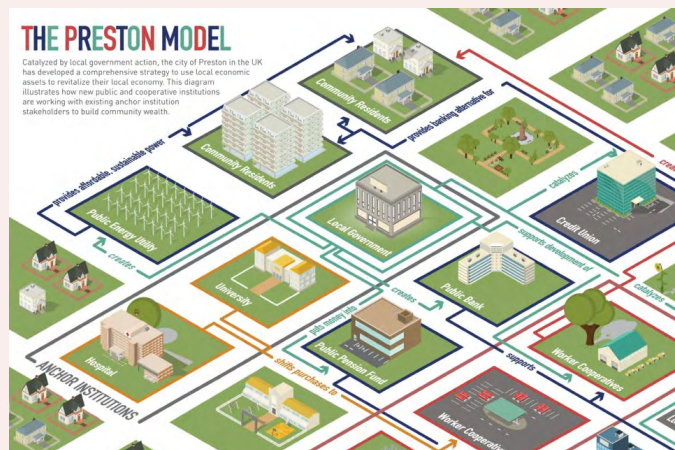 THE PRESTON MODEL
Catalyzed by local government action, the city of Preston in the UK
has developed a comprehensive strategy to use local economic
assets to revitalize their local economy. This diagram
illustrates how new public and cooperative institutions
are working with existing anchor institution
stakeholders to build community wealth.
Community Residents
provides banking alternative for
Community Residents
provides affordable, sustainable power
catalyzes
Credit Union
Public Energy Utility
Local Government
supports development of
creates
University
creates
Public Bank
catalyzes
puts money into
Hospital
Public Pension Fund
Worker Cooperatives
supports
shifts purchases to
ANCHOR INSTITUTIONS
Worker Cooperativ